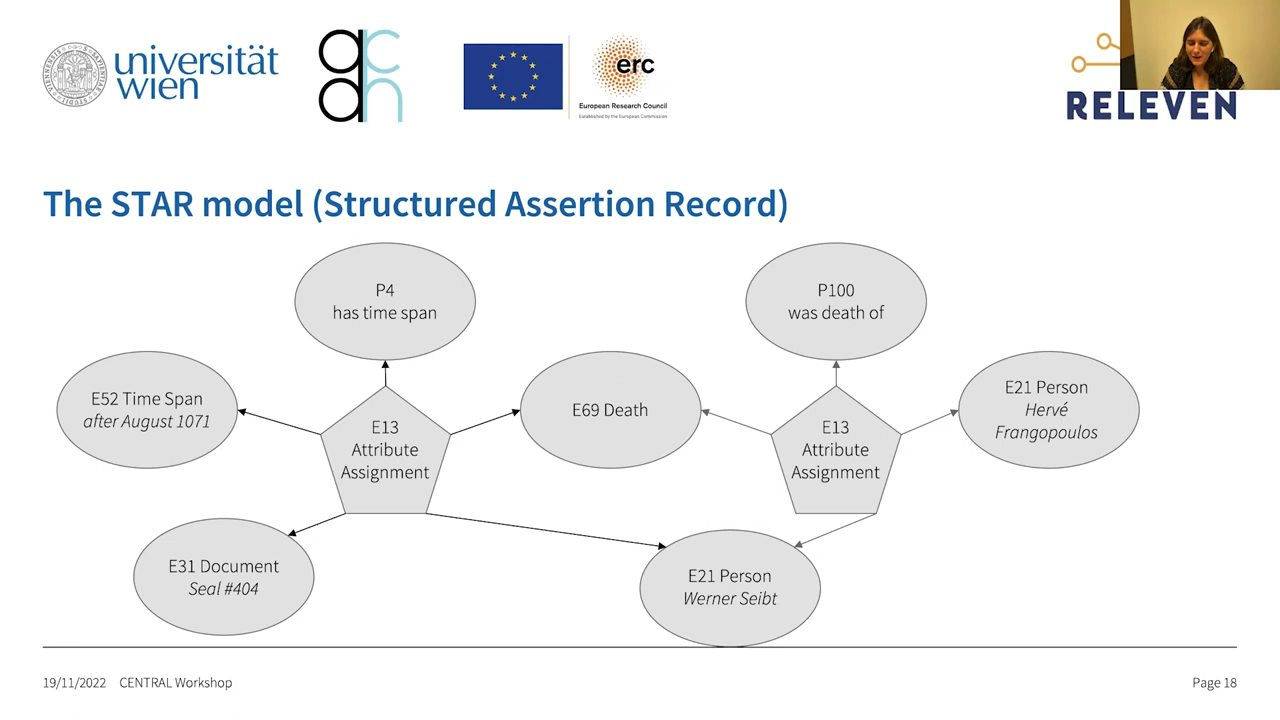 universität
wien
ac
dh
erc
European Research Council
Established by the European Commission
RELEVEN
The STAR model (Structured Assertion Record)
P4
has time span
P100
was death of
E52 Time Span
after August 1071
E13
Attribute
Assignment
E69 Death
E13
Attribute
Assignment
E21 Person
Hervé
Frangopoulos
E31 Document
Seal #404
E21 Person
Werner Seibt
19/11/2022 CENTRAL Workshop
Page 18